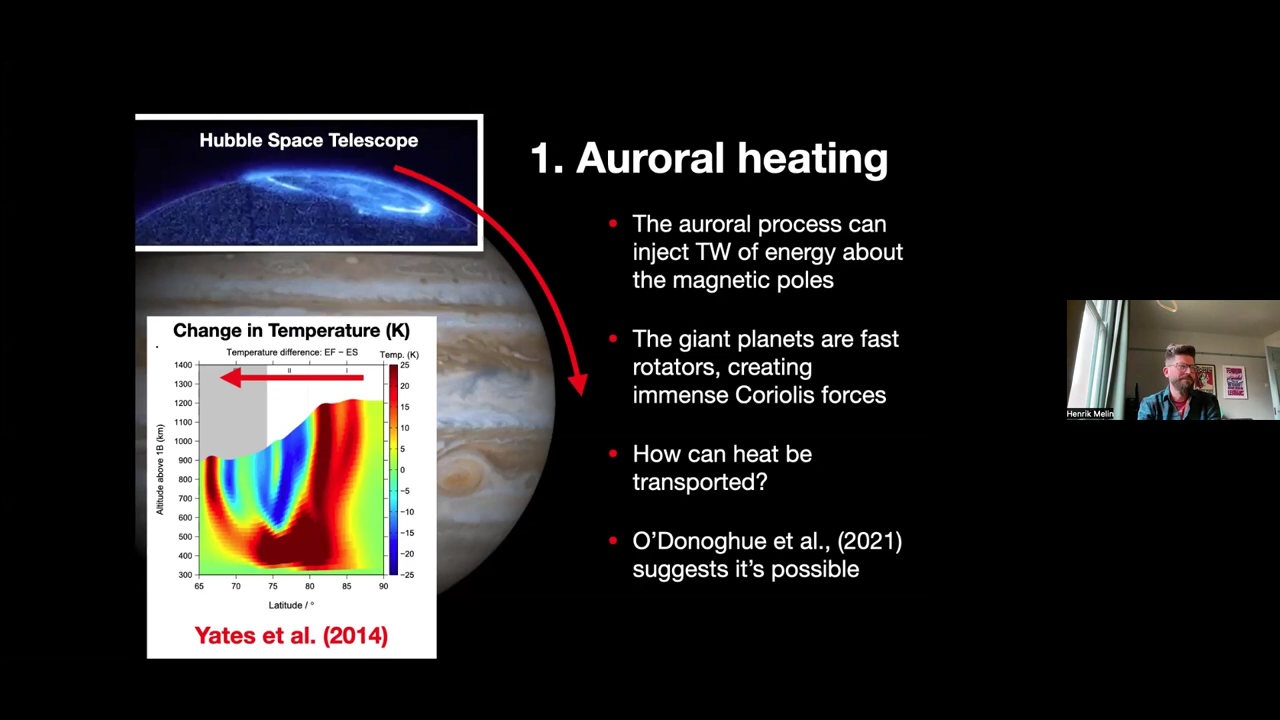 Hubble Space Telescope
1. Auroral heating
• The auroral process can
inject TW of energy about
the magnetic poles
• The giant planets are fast
rotators, creating
immense Coriolis forces
• How can heat be
transported?
• O'Donoghue et al., (2021)
suggests it's possible
Change in Temperature (K)
Temperature difference: EF − ES
Temp. (K)
II
I
1400
1300
1200
1100
1000
900
800
700
600
500
400
300
Altitude above 1B (km)
65
70
75
80
85
90
Latitude / °
25
20
15
10
5
0
−5
−10
−15
−20
−25
Yates et al. (2014)
Henrik Melin